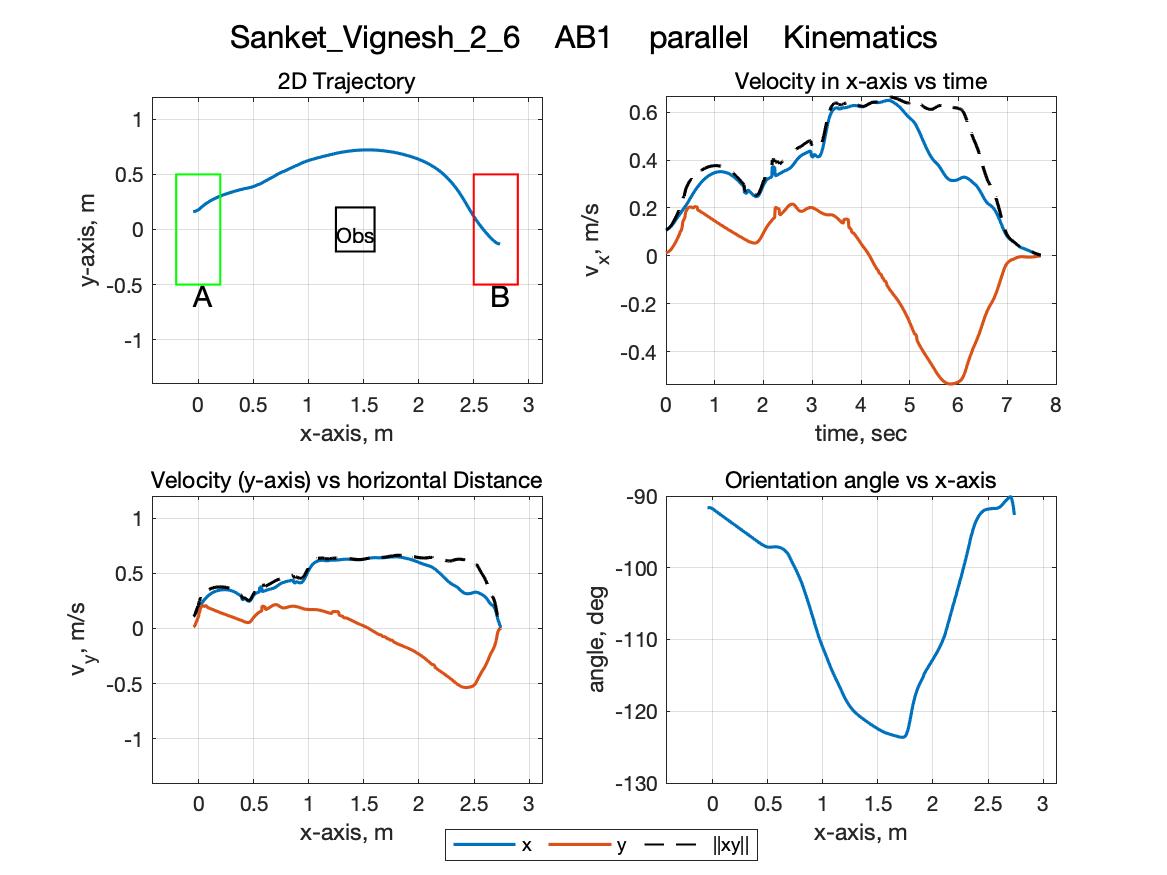 Sanket_Vignesh_2_6 AB1 parallel Kinematics
2D Trajectory
1
0.5
0
-0.5
-1
y-axis, m
Obs
A
B
0 0.5 1 1.5 2 2.5 3
x-axis, m
Velocity in x-axis vs time
0.6
0.4
0.2
0
-0.2
-0.4
v_x, m/s
0 1 2 3 4 5 6 7 8
time, sec
Velocity (y-axis) vs horizontal Distance
1
0.5
0
-0.5
-1
v_y, m/s
0 0.5 1 1.5 2 2.5 3
x-axis, m
Orientation angle vs x-axis
-90
-100
-110
-120
-130
angle, deg
0 0.5 1 1.5 2 2.5 3
x-axis, m
x y ||xy||